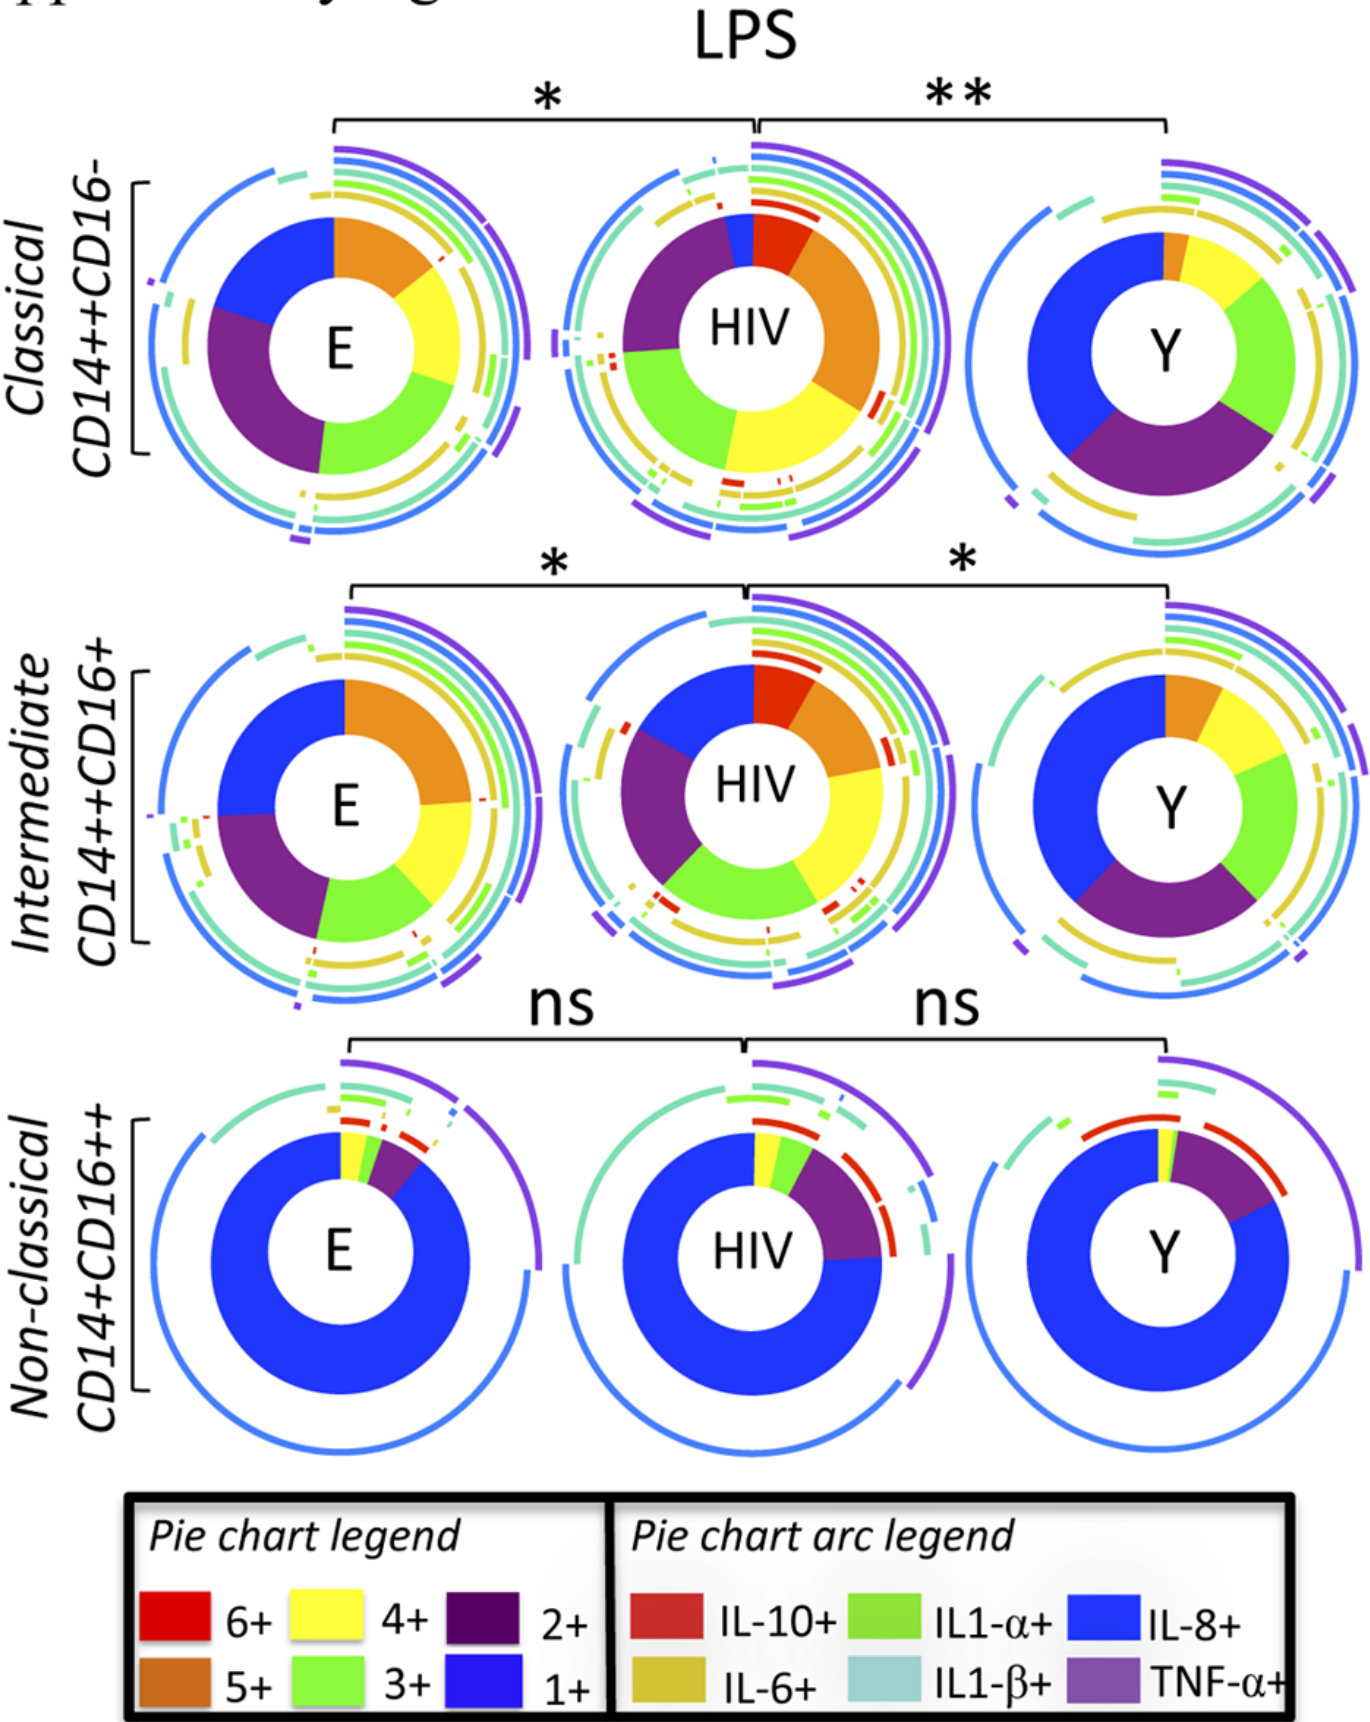 LPS
* **
Classical
CD14++CD16-
E HIV Y
* *
Intermediate
CD14++CD16+
E HIV Y
ns ns
Non-classical
CD14+CD16++
E HIV Y
Pie chart legend Pie chart arc legend
6+ 4+ 2+ IL-10+ IL1-α+ IL-8+
5+ 3+ 1+ IL-6+ IL1-β+ TNF-α+